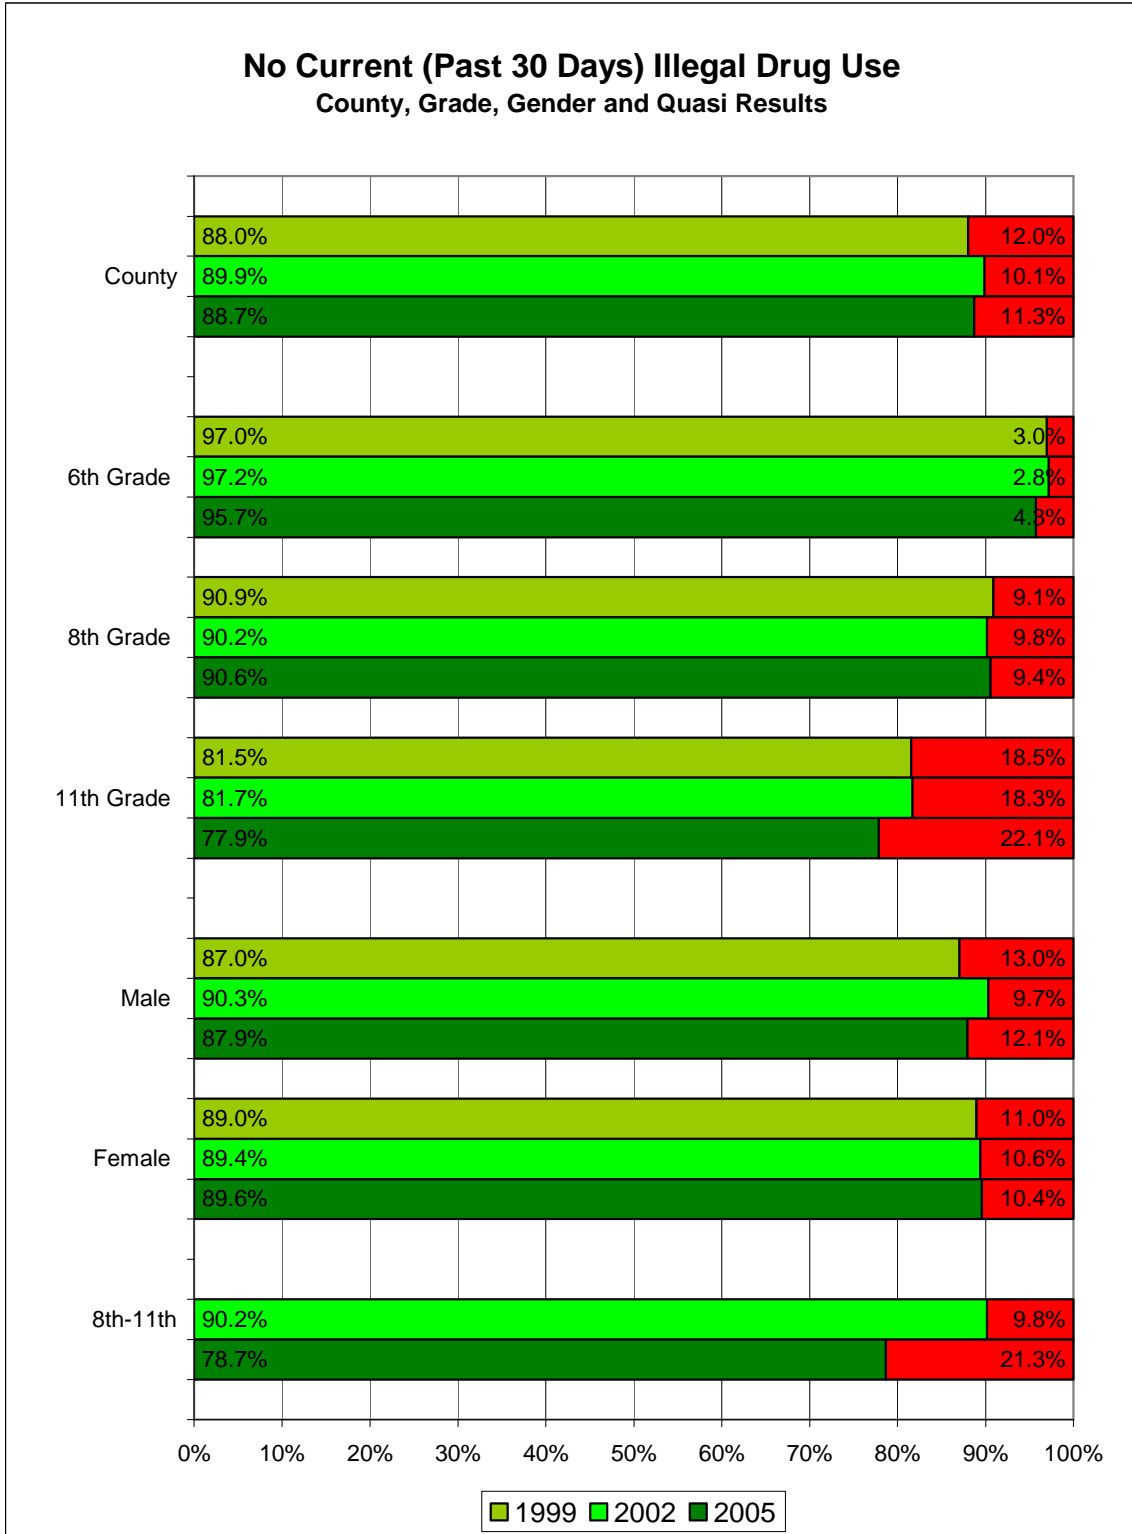 No Current (Past 30 Days) Illegal Drug Use
County, Grade, Gender and Quasi Results
88.0% 12.0%
County 89.9% 10.1%
88.7% 11.3%
97.0% 3.0%
6th Grade 97.2% 2.8%
95.7% 4.3%
90.9% 9.1%
8th Grade 90.2% 9.8%
90.6% 9.4%
81.5% 18.5%
11th Grade 81.7% 18.3%
77.9% 22.1%
87.0% 13.0%
Male 90.3% 9.7%
87.9% 12.1%
89.0% 11.0%
Female 89.4% 10.6%
89.6% 10.4%
8th-11th 90.2% 9.8%
78.7% 21.3%
0% 10% 20% 30% 40% 50% 60% 70% 80% 90% 100%
1999 2002 2005